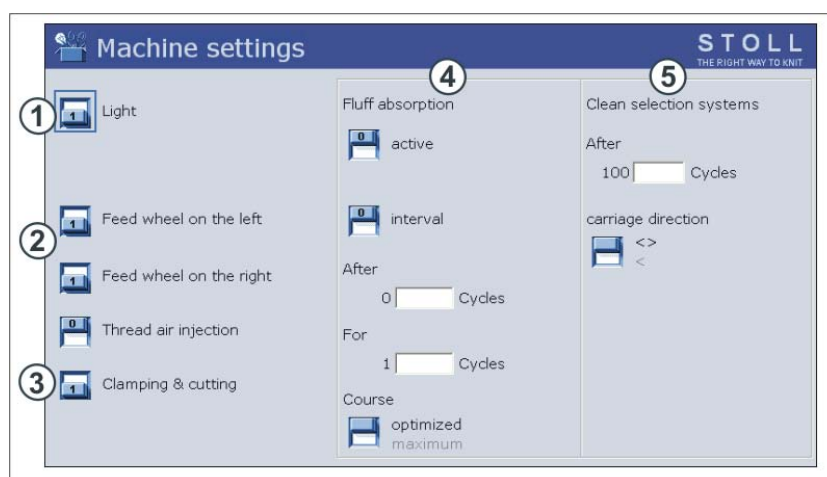 Machine settings
STOLL
THE RIGHT WAY TO KNIT
1
1
Light
2
1
Feed wheel on the left
1
Feed wheel on the right
0
Thread air injection
3
1
Clamping & cutting
4
Fluff absorption
0
active
0
interval
After
0 Cycles
For
1 Cycles
Course
optimized
maximum
5
Clean selection systems
After
100 Cycles
carriage direction
<>
<